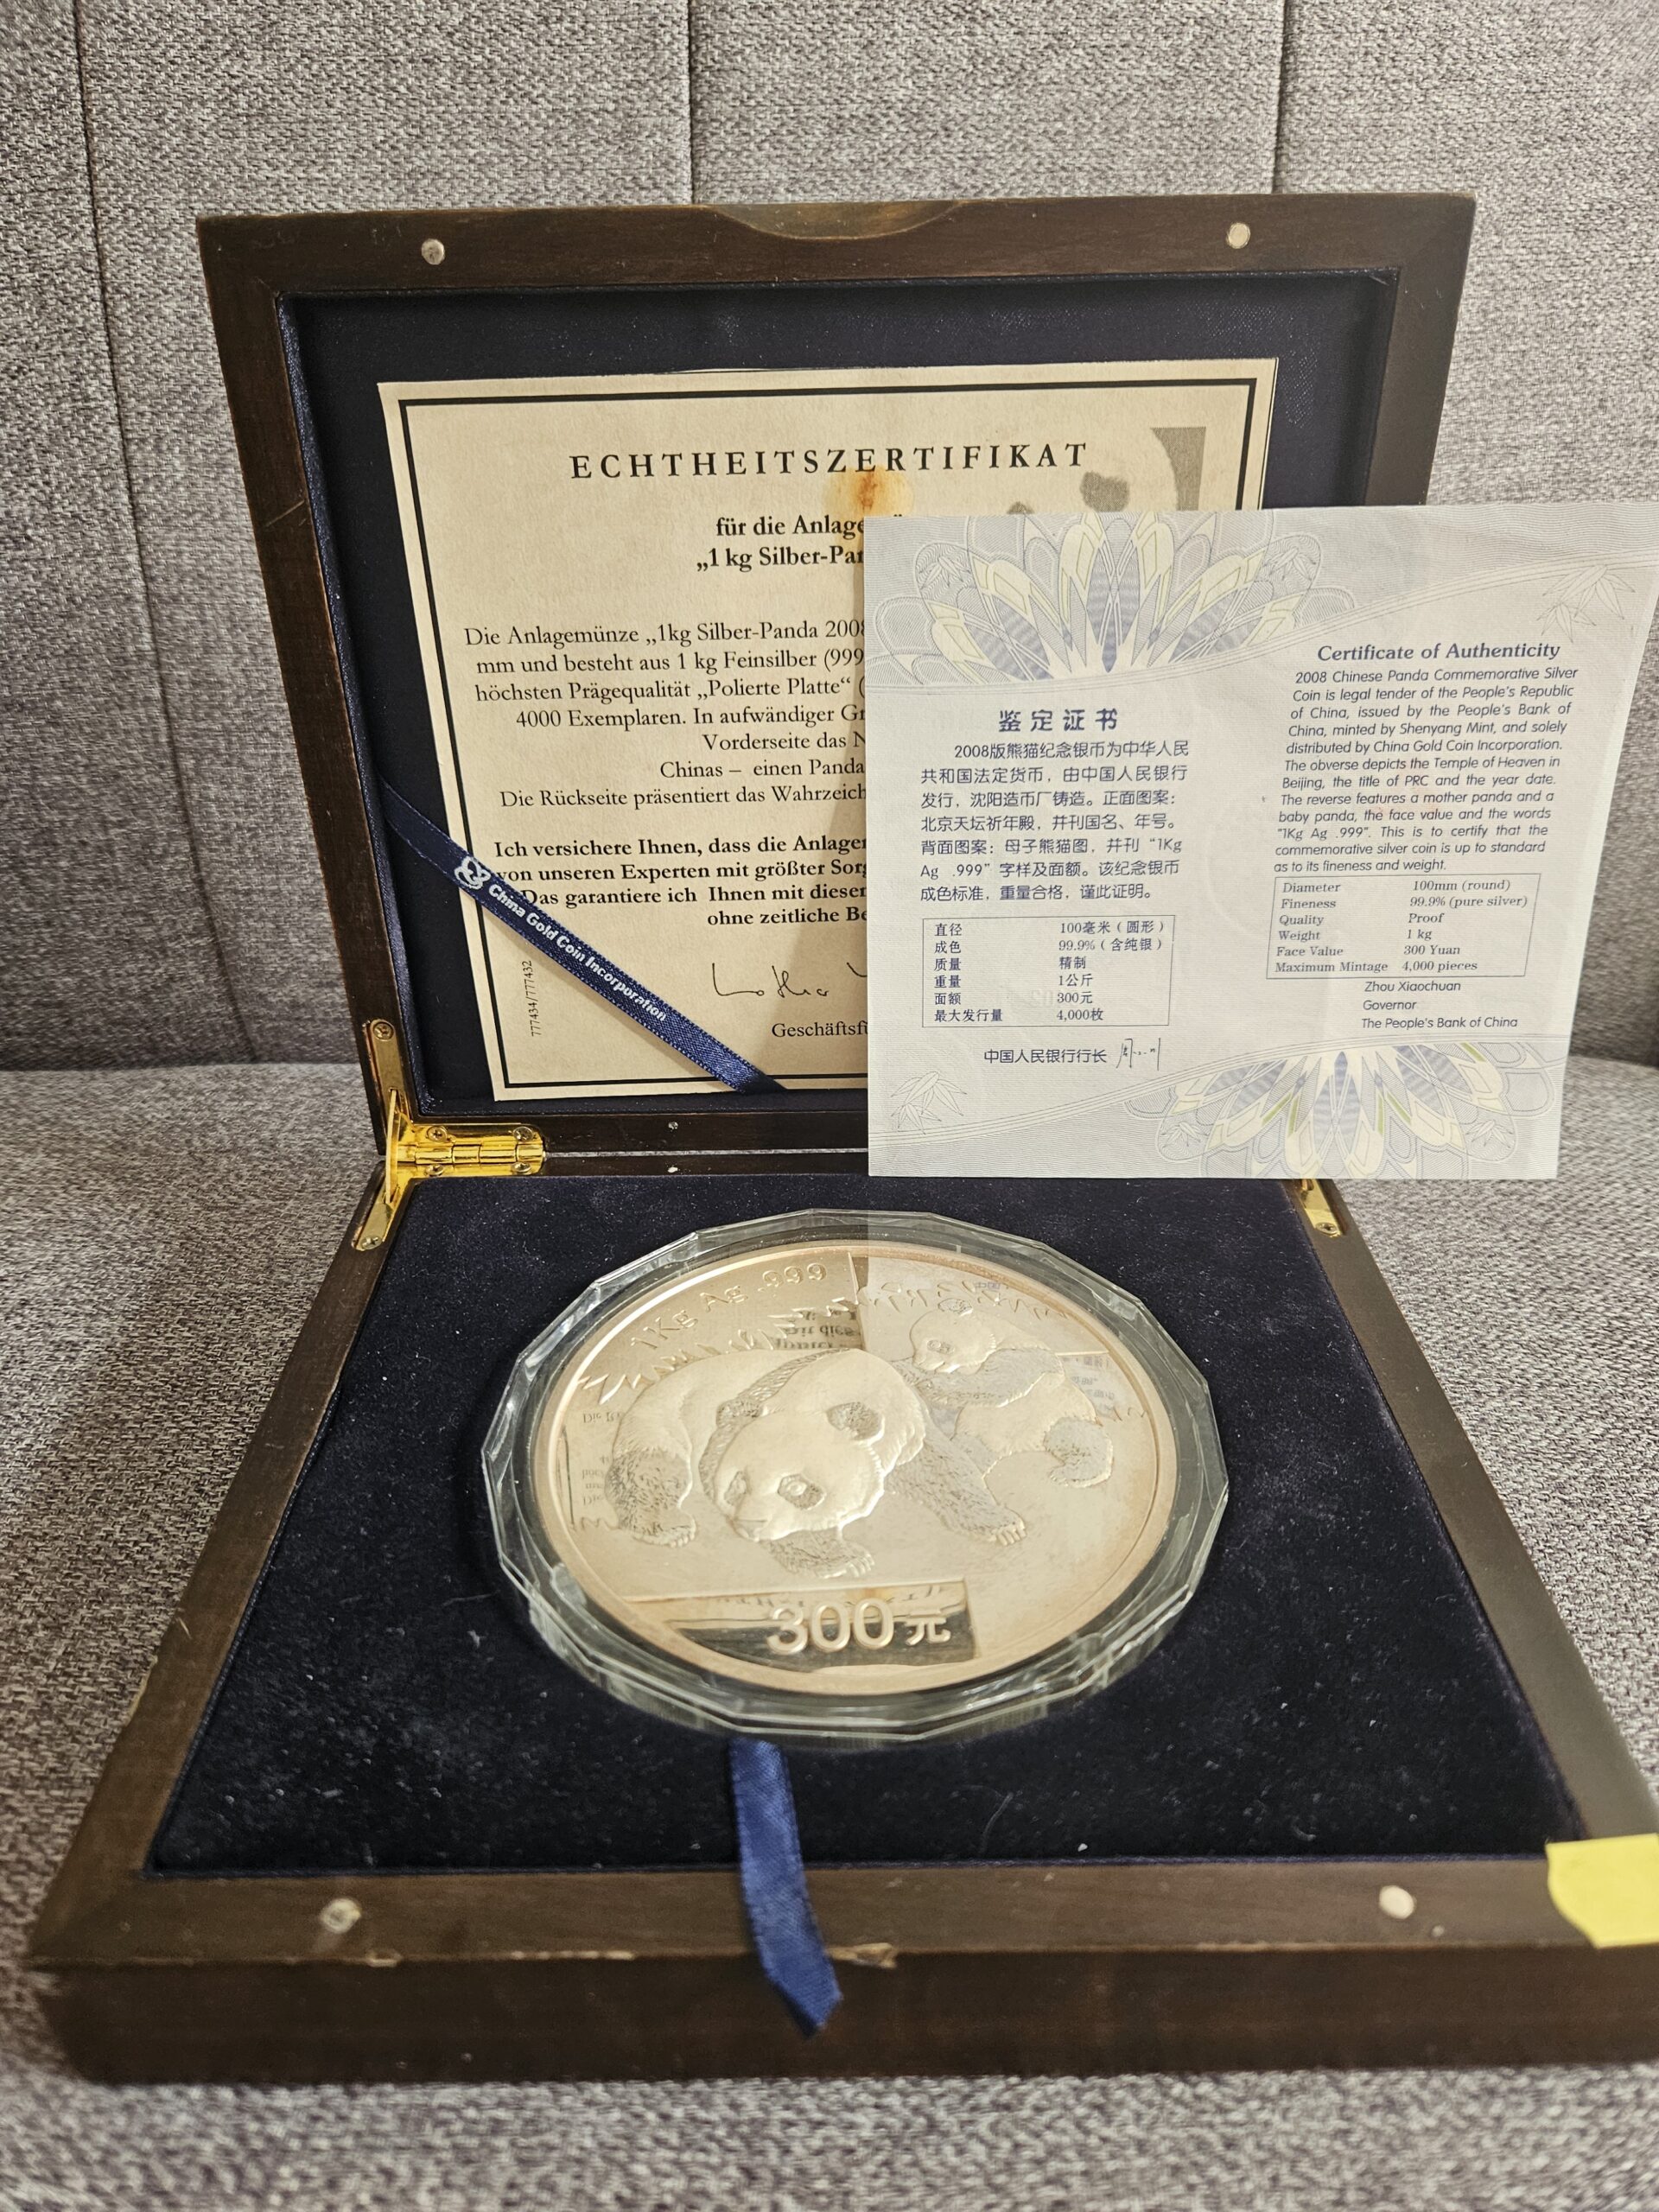 ECHTHEITSZERTIFIKAT
für die Anlage
„1 kg Silber-Pan
Die Anlagemünze „1kg Silber-Panda 2008
mm und besteht aus 1 kg Feinsilber (999
höchsten Prägequalität „Polierte Platte“ (
4000 Exemplaren. In aufwändiger Gr
Vorderseite das N
Chinas – einen Panda
Die Rückseite präsentiert das Wahrzeich
Ich versichere Ihnen, dass die Anlage
von unseren Experten mit größter Sorg
Das garantiere ich Ihnen mit dieser
ohne zeitliche Be
Geschäftsfü
777434/777432
China Gold Coin Incorporation
鉴定证书
2008版熊猫纪念银币为中华人民
共和国法定货币，由中国人民银行
发行，沈阳造币厂铸造。正面图案：
北京天坛祈年殿，并刊国名、年号。
背面图案：母子熊猫图，并刊“1Kg
Ag .999”字样及面额。该纪念银币
成色标准，重量合格，谨此证明。
直径 100毫米（圆形）
成色 99.9%（含纯银）
质量 精制
重量 1公斤
面额 300元
最大发行量 4,000枚
中国人民银行行长
Certificate of Authenticity
2008 Chinese Panda Commemorative Silver
Coin is legal tender of the People's Republic
of China, issued by the People's Bank of
China, minted by Shenyang Mint, and solely
distributed by China Gold Coin Incorporation.
The obverse depicts the Temple of Heaven in
Beijing, the title of PRC and the year date.
The reverse features a mother panda and a
baby panda, the face value and the words
"1Kg Ag .999". This is to certify that the
commemorative silver coin is up to standard
as to its fineness and weight.
Diameter 100mm (round)
Fineness 99.9% (pure silver)
Quality Proof
Weight 1 kg
Face Value 300 Yuan
Maximum Mintage 4,000 pieces
Zhou Xiaochuan
Governor
The People's Bank of China
1Kg Ag .999
300元